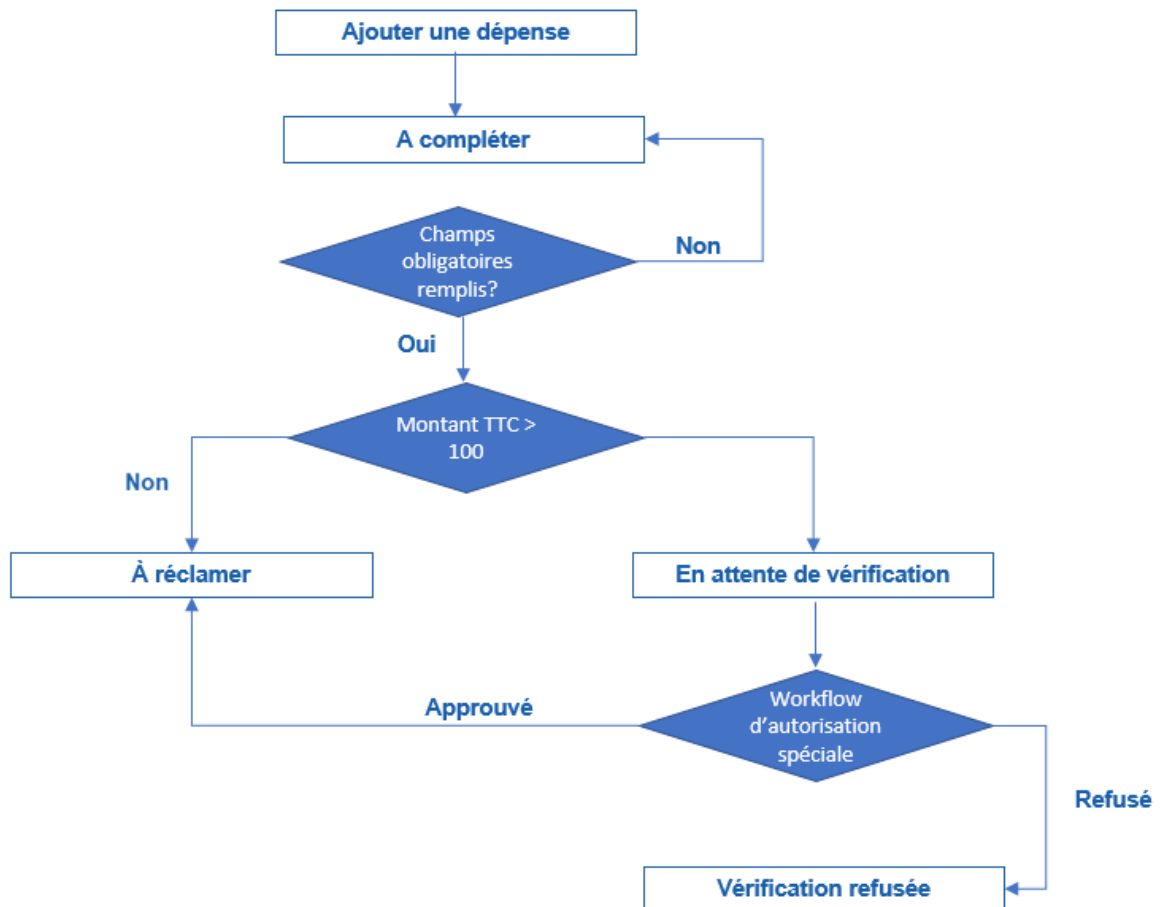 Ajouter une dépense
A compléter
Champs
obligatoires
remplis?
Non
Oui
Montant TTC >
100
Non
À réclamer
En attente de vérification
Approuvé
Workflow
d'autorisation
spéciale
Refusé
Vérification refusée